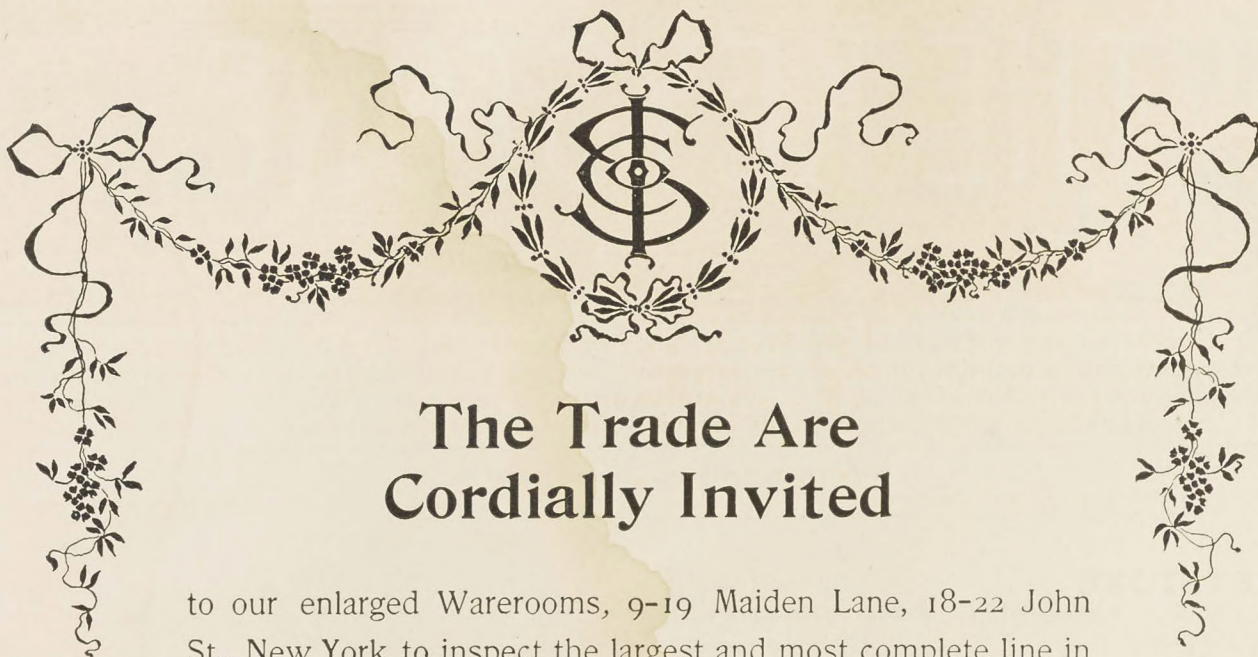 The Trade Are
Cordially Invited
to our enlarged Warerooms, 9-19 Maiden Lane, 18-22 John
St., New York, to inspect the largest and most complete line in